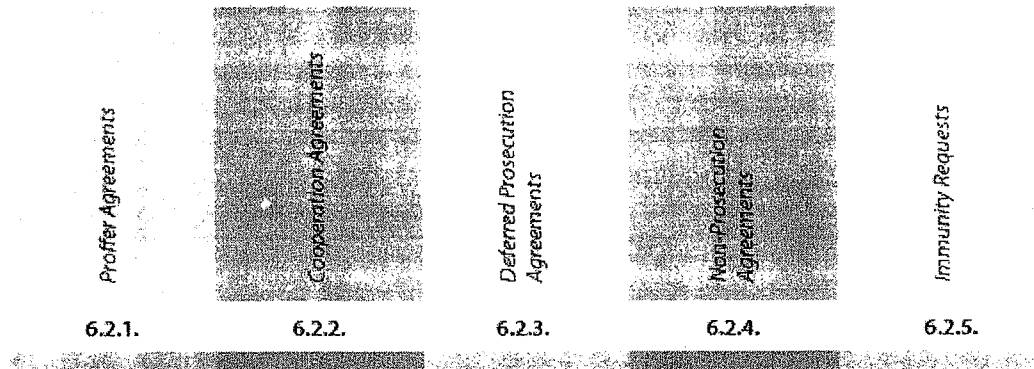 Proffer Agreements
Cooperation Agreements
Deferred Prosecution
Agreements
Non-Prosecution
Agreements
Immunity Requests
6.2.1.
6.2.2.
6.2.3.
6.2.4.
6.2.5.